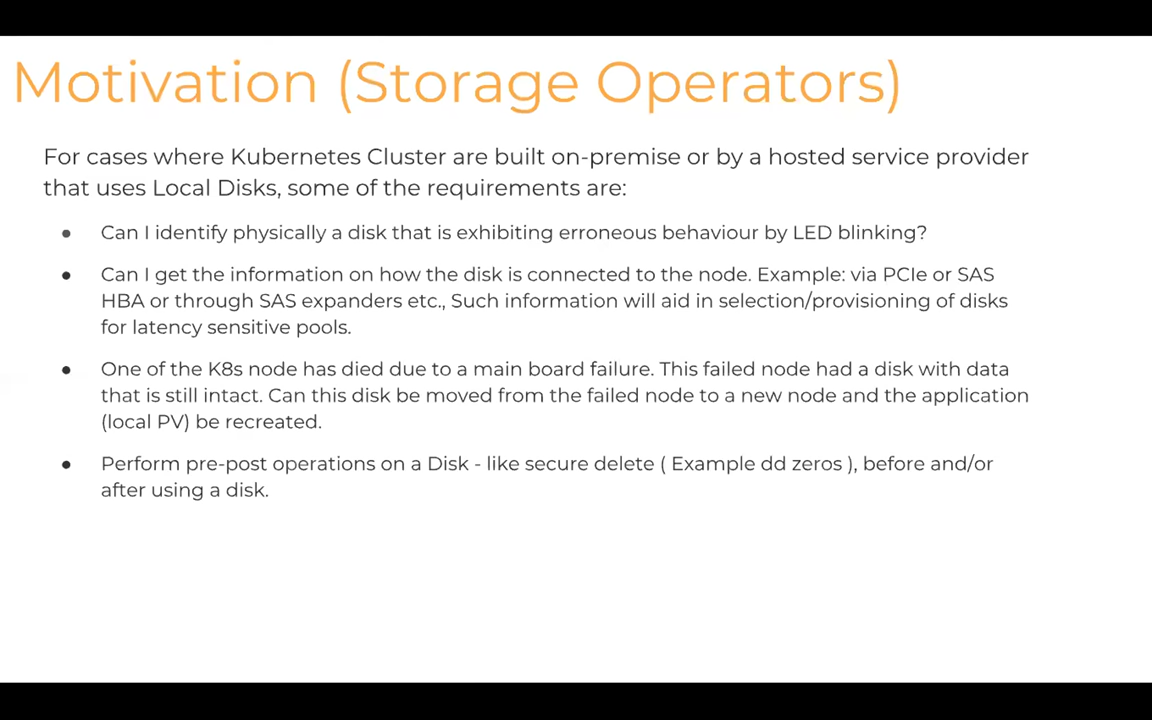 Motivation (Storage Operators)
For cases where Kubernetes Cluster are built on-premise or by a hosted service provider
that uses Local Disks, some of the requirements are:
● Can I identify physically a disk that is exhibiting erroneous behaviour by LED blinking?
● Can I get the information on how the disk is connected to the node. Example: via PCIe or SAS
HBA or through SAS expanders etc., Such information will aid in selection/provisioning of disks
for latency sensitive pools.
● One of the K8s node has died due to a main board failure. This failed node had a disk with data
that is still intact. Can this disk be moved from the failed node to a new node and the application
(local PV) be recreated.
● Perform pre-post operations on a Disk - like secure delete ( Example dd zeros ), before and/or
after using a disk.